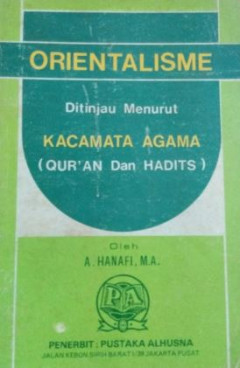 ORIENTALISME
Ditinjau Menurut
KACAMATA AGAMA
(QUR'AN Dan HADITS)
Oleh
A. HANAFI, M.A.
PA
PENERBIT: PUSTAKA ALHUSNA
JALAN KEBON SIRIH BARAT JAKARTA PUSAT